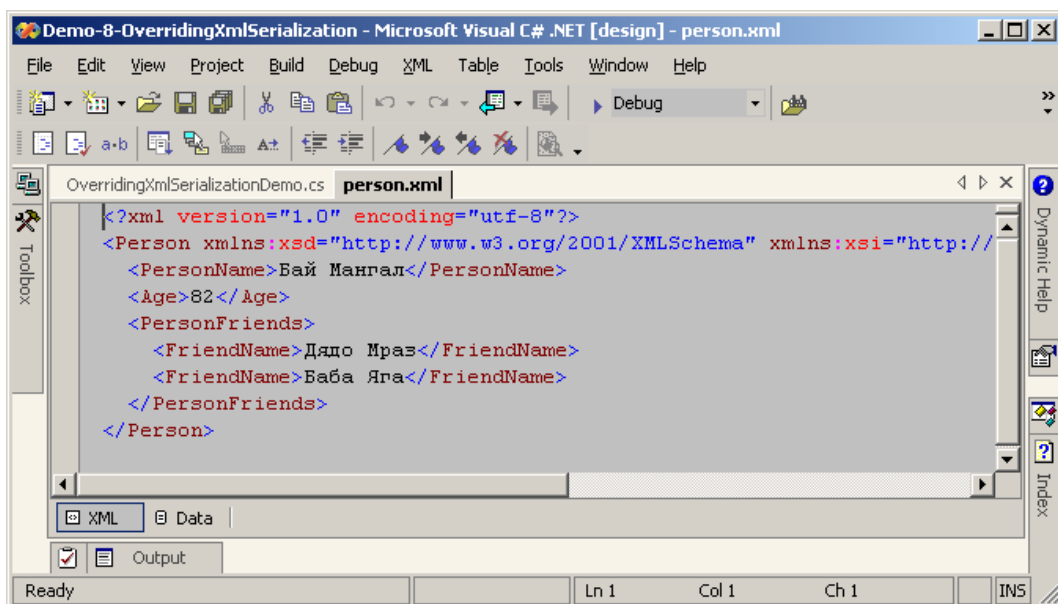 Demo-8-OverridingXmlSerialization - Microsoft Visual C# .NET [design] - person.xml
File Edit View Project Build Debug XML Table Tools Window Help
Debug
a·b
OverridingXmlSerializationDemo.cs person.xml
<?xml version="1.0" encoding="utf-8"?>
<Person xmlns:xsd="http://www.w3.org/2001/XMLSchema" xmlns:xsi="http://
<PersonName>Бай Мангал</PersonName>
<Age>82</Age>
<PersonFriends>
<FriendName>Дядо Мраз</FriendName>
<FriendName>Баба Яга</FriendName>
</PersonFriends>
</Person>
Toolbox
Dynamic Help
Index
XML Data
Output
Ready Ln 1 Col 1 Ch 1 INS